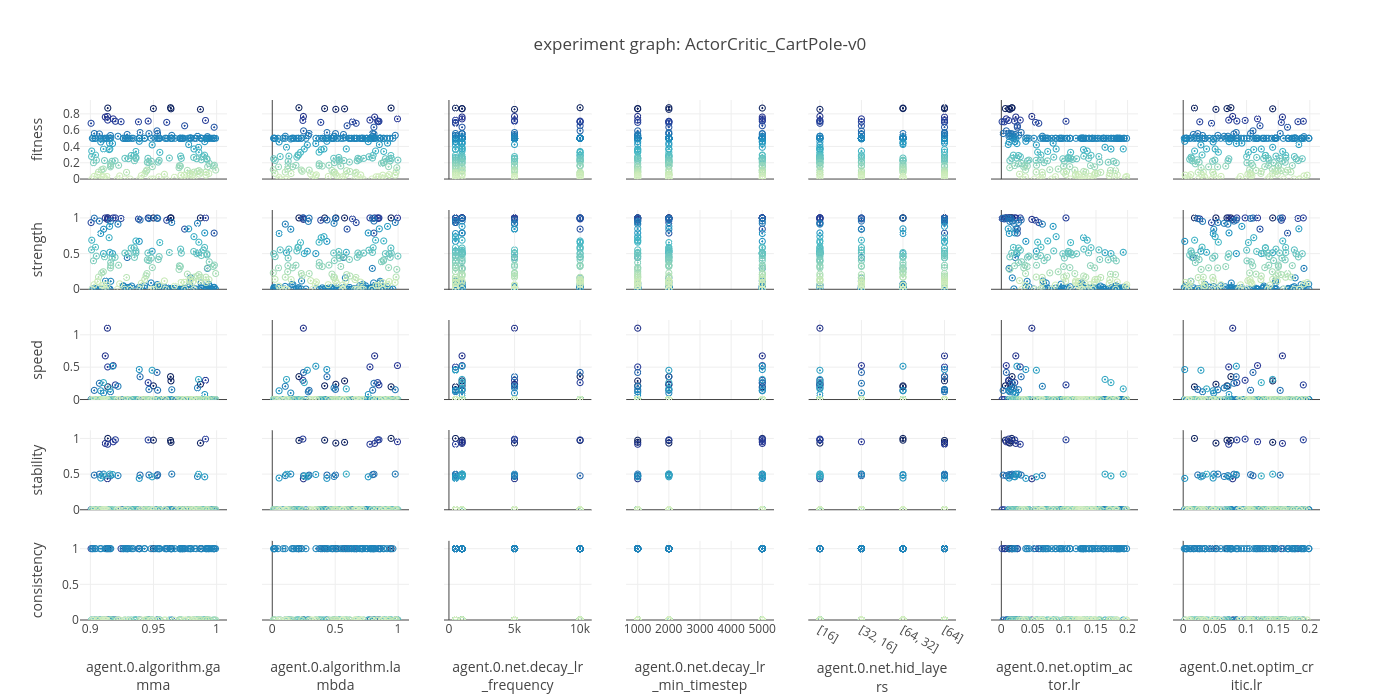 experiment graph: ActorCritic_CartPole-v0
fitness
0.8
0.6
0.4
0.2
0
strength
1
0.5
0
speed
1
0.5
0
stability
1
0.5
0
consistency
1
0.5
0
0.9 0.95 1
0 0.5 1
0 5k 10k
1000 2000 3000 4000 5000
[16] [32, 16] [64, 32] [64]
0 0.05 0.1 0.15 0.2
0 0.05 0.1 0.15 0.2
agent.0.algorithm.ga
mma
agent.0.algorithm.la
mbda
agent.0.net.decay_lr
_frequency
agent.0.net.decay_lr
_min_timestep
agent.0.net.hid_laye
rs
agent.0.net.optim_ac
tor.lr
agent.0.net.optim_cr
itic.lr